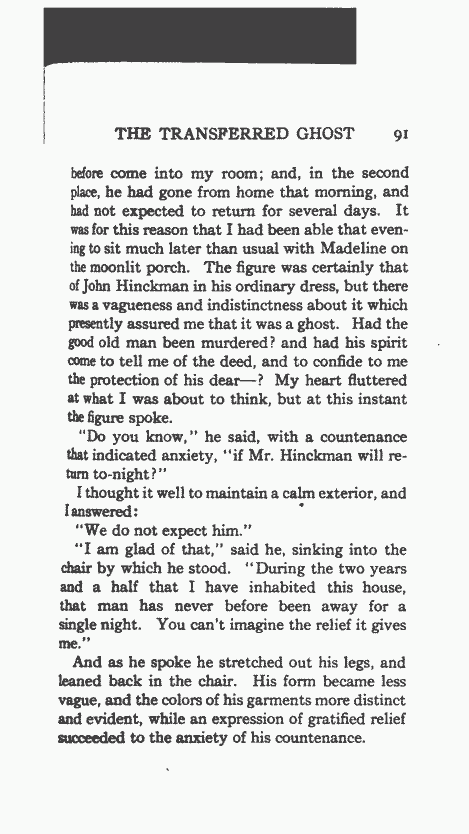 THE TRANSFERRED GHOST 91
before come into my room; and, in the second
place, he had gone from home that morning, and
had not expected to return for several days. It
was for this reason that I had been able that even-
ing to sit much later than usual with Madeline on
the moonlit porch. The figure was certainly that
of John Hinckman in his ordinary dress, but there
was a vagueness and indistinctness about it which
presently assured me that it was a ghost. Had the
good old man been murdered? and had his spirit
come to tell me of the deed, and to confide to me
the protection of his dear—? My heart fluttered
at what I was about to think, but at this instant
the figure spoke.
"Do you know," he said, with a countenance
that indicated anxiety, "if Mr. Hinckman will re-
turn to-night?"
I thought it well to maintain a calm exterior, and
I answered:
"We do not expect him."
"I am glad of that," said he, sinking into the
chair by which he stood. "During the two years
and a half that I have inhabited this house,
that man has never before been away for a
single night. You can't imagine the relief it gives
me."
And as he spoke he stretched out his legs, and
leaned back in the chair. His form became less
vague, and the colors of his garments more distinct
and evident, while an expression of gratified relief
succeeded to the anxiety of his countenance.